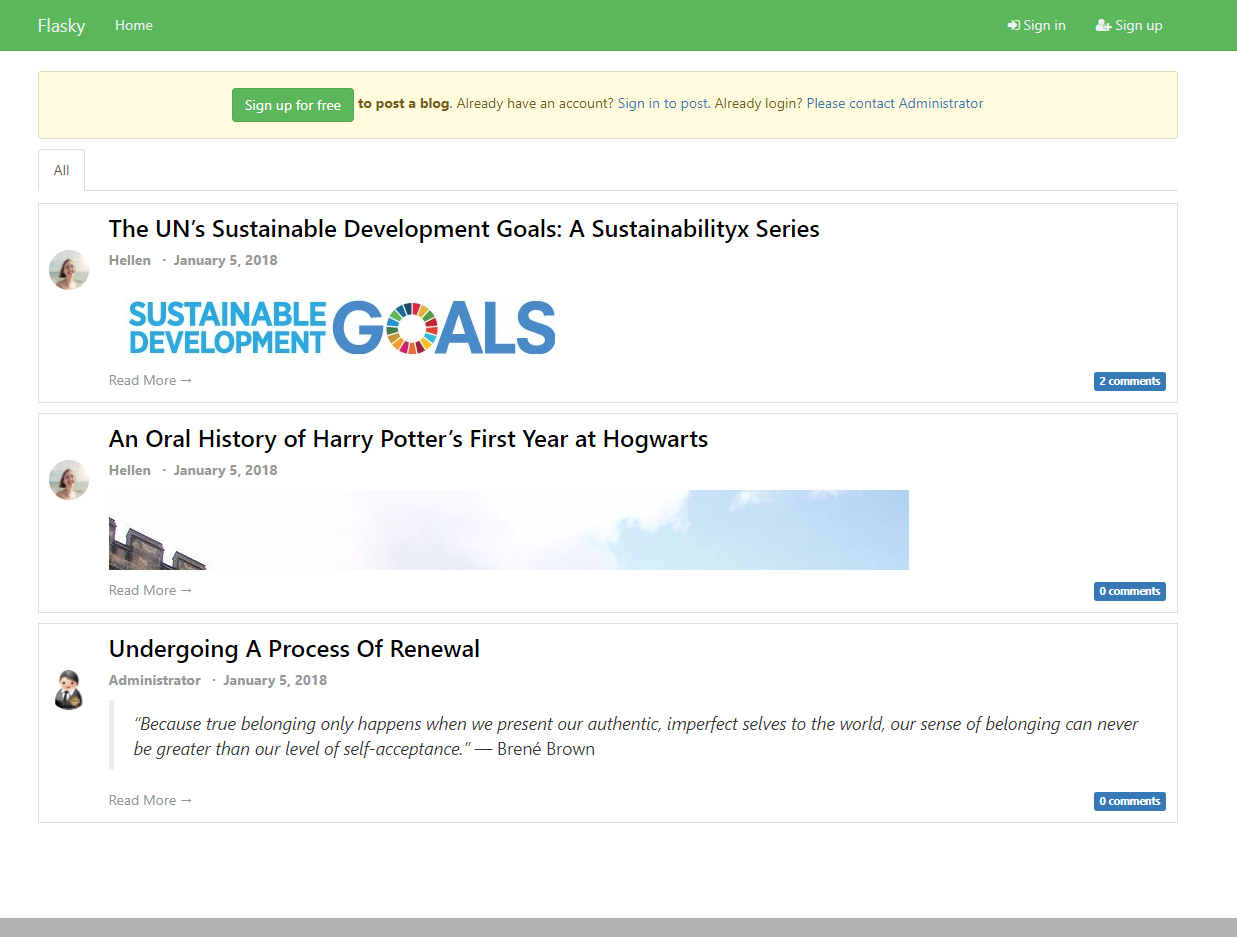 Flasky Home Sign in Sign up
Sign up for free to post a blog. Already have an account? Sign in to post. Already login? Please contact Administrator
All
The UN’s Sustainable Development Goals: A Sustainabilityx Series
Hellen · January 5, 2018
SUSTAINABLE
DEVELOPMENT
GOALS
Read More → 2 comments
An Oral History of Harry Potter’s First Year at Hogwarts
Hellen · January 5, 2018
Read More → 0 comments
Undergoing A Process Of Renewal
Administrator · January 5, 2018
“Because true belonging only happens when we present our authentic, imperfect selves to the world, our sense of belonging can never
be greater than our level of self-acceptance.” — Brené Brown
Read More → 0 comments